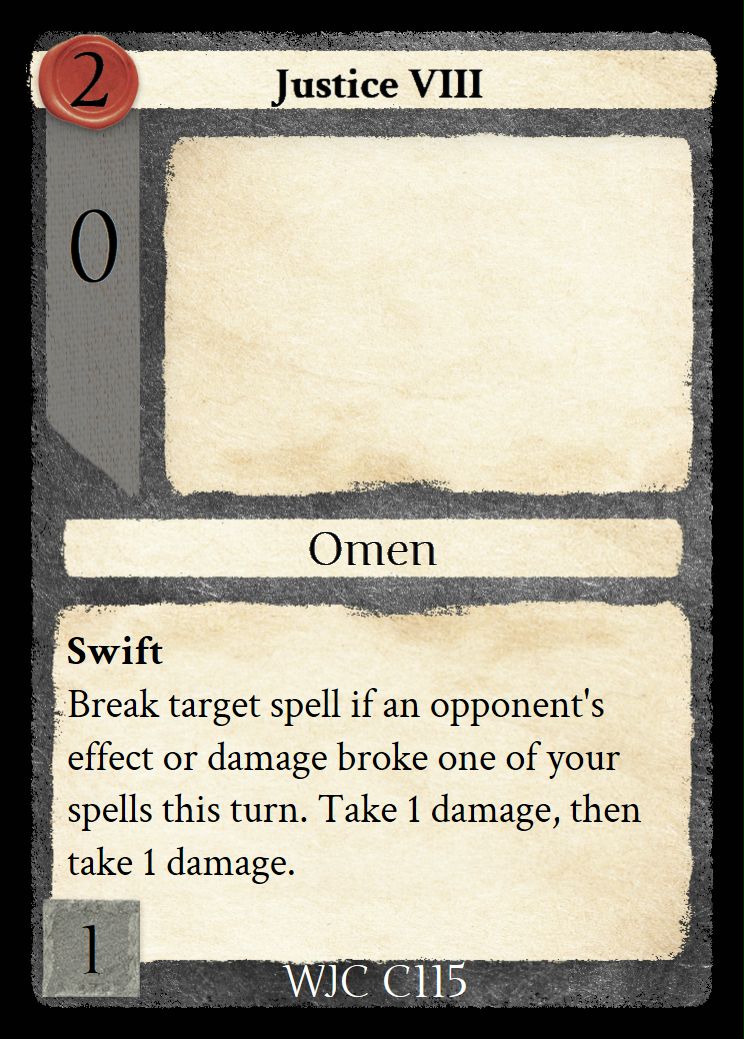 2
Justice VIII
0
Omen
Swift
Break target spell if an opponent's
effect or damage broke one of your
spells this turn. Take 1 damage, then
take 1 damage.
1
WJC C115